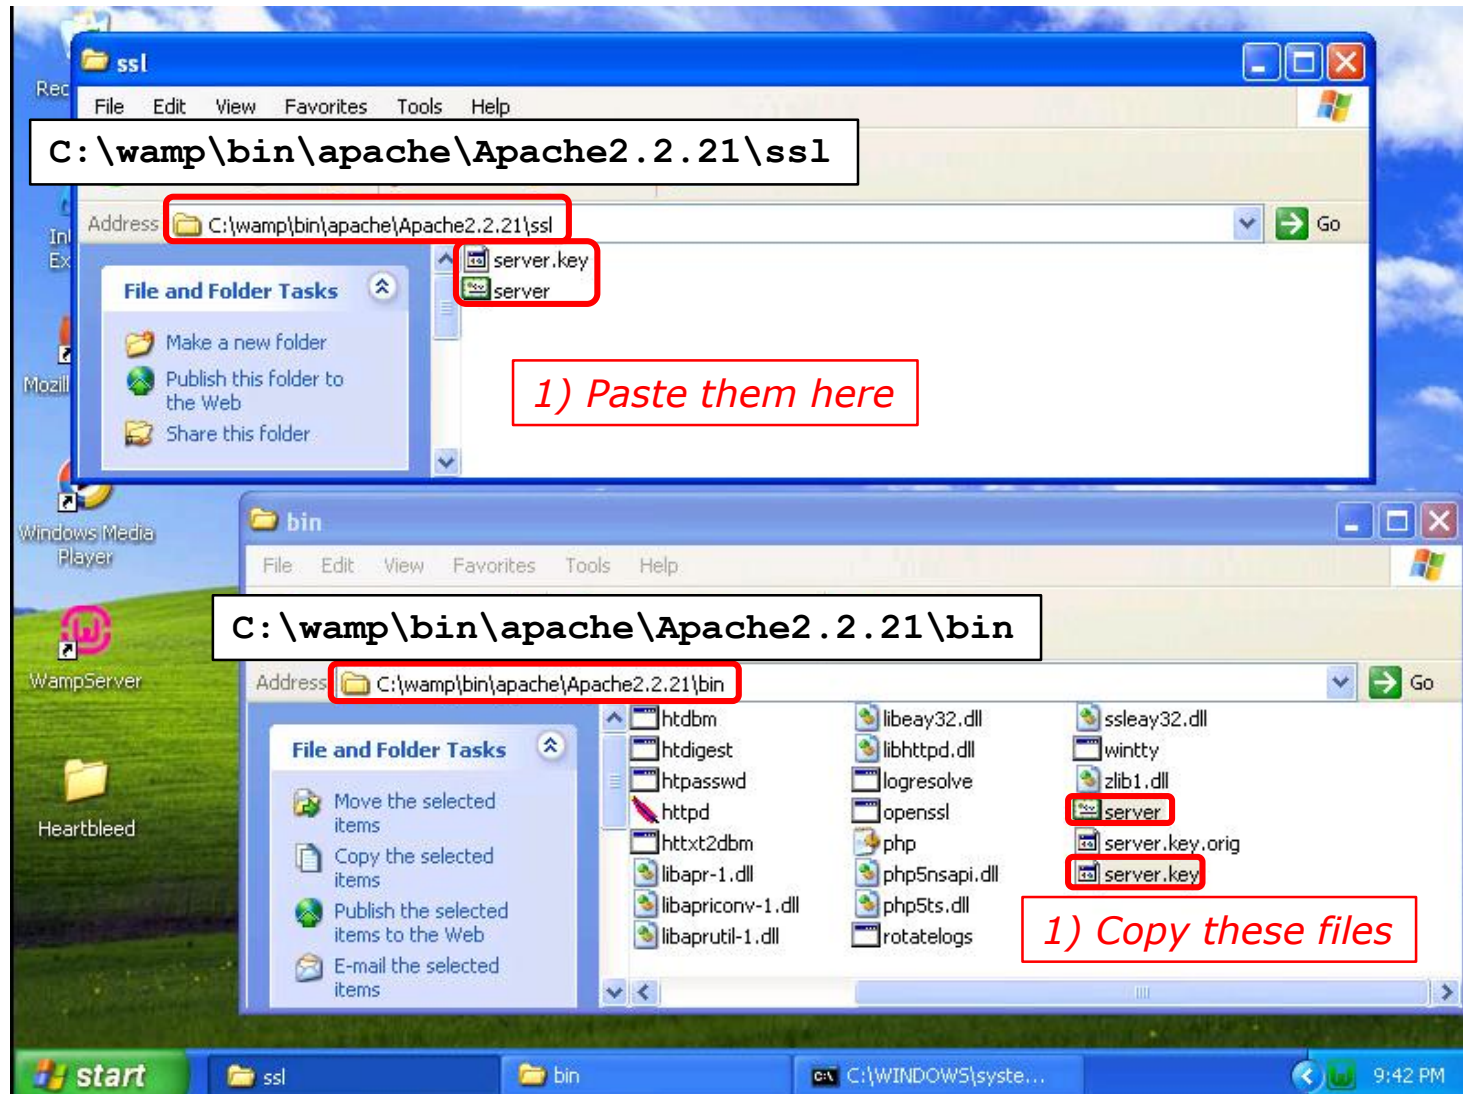 ssl
Rec
File Edit View Favorites Tools Help
C:\wamp\bin\apache\Apache2.2.21\ssl
Address C:\wamp\bin\apache\Apache2.2.21\ssl Go
Int
Ex
server.key
server
File and Folder Tasks
Make a new folder
Publish this folder to
the Web
Share this folder
Mozill
1) Paste them here
Windows Media
Player
bin
File Edit View Favorites Tools Help
C:\wamp\bin\apache\Apache2.2.21\bin
WampServer
Address C:\wamp\bin\apache\Apache2.2.21\bin Go
File and Folder Tasks
Move the selected
items
Copy the selected
items
Publish the selected
items to the Web
E-mail the selected
items
htdbm
htdigest
htpasswd
httpd
httxt2dbm
libapr-1.dll
libapriconv-1.dll
libaprutil-1.dll
libeay32.dll
libhttpd.dll
logresolve
openssl
php
php5nsapi.dll
php5ts.dll
rotatelogs
ssleay32.dll
wintty
zlib1.dll
server
server.key.orig
server.key
1) Copy these files
Heartbleed
start ssl bin C:\WINDOWS\syste... 9:42 PM